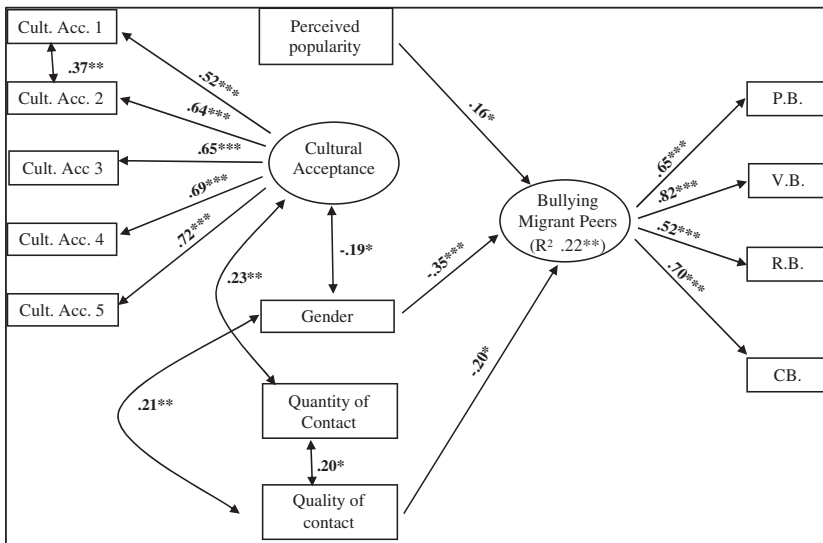 Cult. Acc. 1
.37**
Cult. Acc. 2
Cult. Acc 3
Cult. Acc. 4
Cult. Acc. 5
.52***
.64***
.65***
.69***
.72***
Perceived
popularity
Cultural
Acceptance
-.19*
.23**
Gender
.21**
Quantity of
Contact
.20*
Quality of
contact
.16*
-.35***
-.20*
Bullying
Migrant Peers
(R² .22**)
.65***
.82***
.52***
.70***
P.B.
V.B.
R.B.
CB.